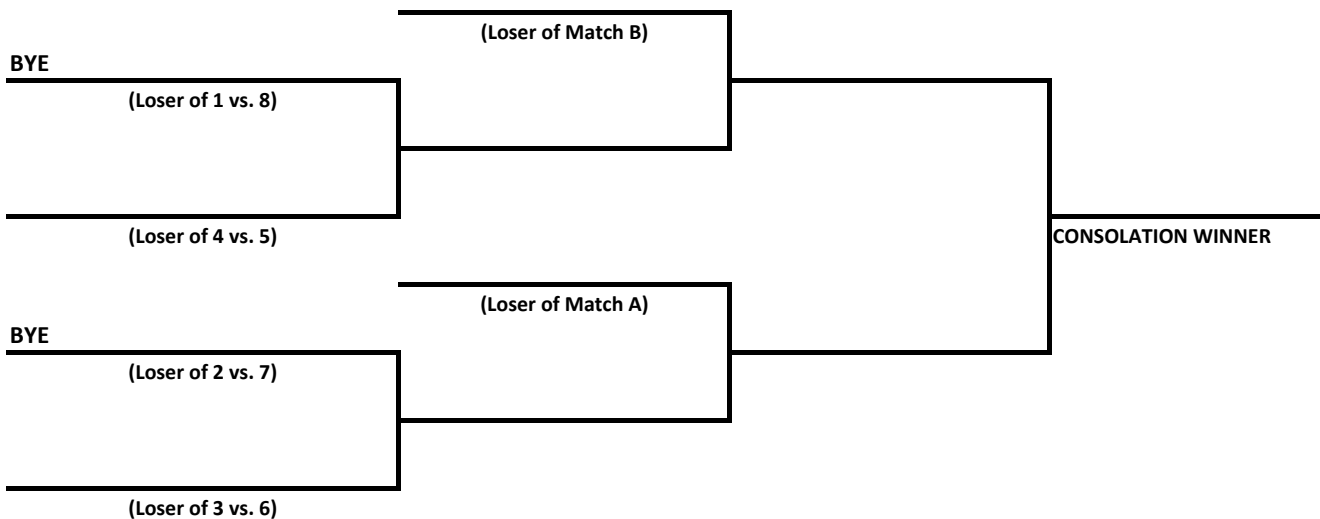 (Loser of Match B)
BYE
(Loser of 1 vs. 8)
(Loser of 4 vs. 5)
CONSOLATION WINNER
(Loser of Match A)
BYE
(Loser of 2 vs. 7)
(Loser of 3 vs. 6)